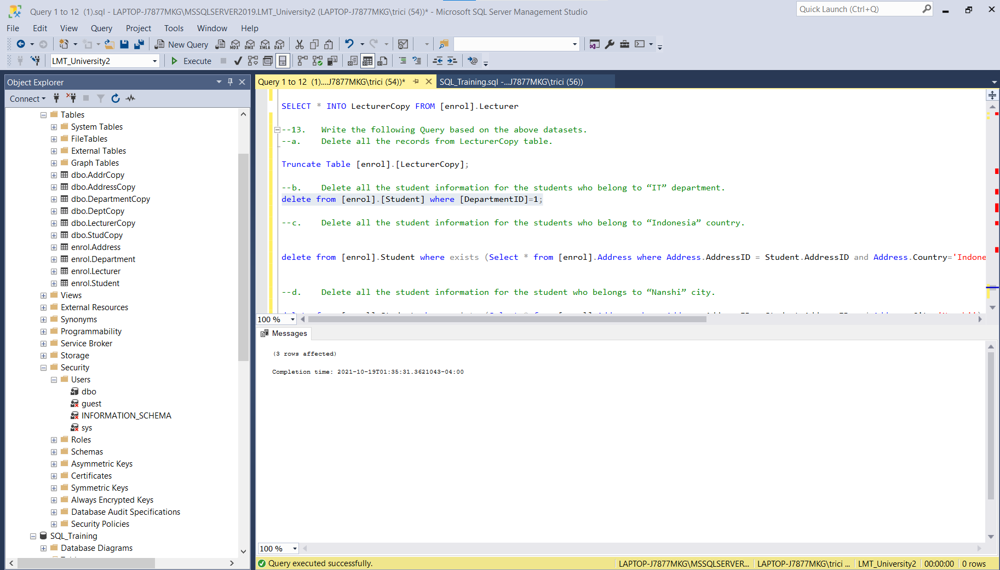 Query 1 to 12  (1).sql - LAPTOP-J7877MKG\MSSQLSERVER2019.LMT_University2 (LAPTOP-J7877MKG\trici (54))* - Microsoft SQL Server Management Studio
Quick Launch (Ctrl+Q)
File Edit View Query Project Tools Window Help
New Query
MDX DMX XMLA DAX
LMT_University2
Execute
Object Explorer
Connect
Tables
System Tables
FileTables
External Tables
Graph Tables
dbo.AddrCopy
dbo.AddressCopy
dbo.DepartmentCopy
dbo.DeptCopy
dbo.LecturerCopy
dbo.StudCopy
enrol.Address
enrol.Department
enrol.Lecturer
enrol.Student
Views
External Resources
Synonyms
Programmability
Service Broker
Storage
Security
Users
dbo
guest
INFORMATION_SCHEMA
sys
Roles
Schemas
Asymmetric Keys
Certificates
Symmetric Keys
Always Encrypted Keys
Database Audit Specifications
Security Policies
SQL_Training
Database Diagrams
Query 1 to 12  (1)....J7877MKG\trici (54))*
SQL_Training.sql -...J7877MKG\trici (56))
SELECT * INTO LecturerCopy FROM [enrol].Lecturer
--13.   Write the following Query based on the above datasets.
--a.    Delete all the records from LecturerCopy table.
Truncate Table [enrol].[LecturerCopy];
--b.    Delete all the student information for the students who belong to “IT” department.
delete from [enrol].[Student] where [DepartmentID]=1;
--c.    Delete all the student information for the students who belong to “Indonesia” country.
delete from [enrol].Student where exists (Select * from [enrol].Address where Address.AddressID = Student.AddressID and Address.Country='Indone
--d.    Delete all the student information for the student who belongs to “Nanshi” city.
100 %
Messages
(3 rows affected)
Completion time: 2021-10-19T01:35:31.3621043-04:00
100 %
Query executed successfully.
LAPTOP-J7877MKG\MSSQLSERVER... LAPTOP-J7877MKG\trici ... LMT_University2 00:00:00 0 rows